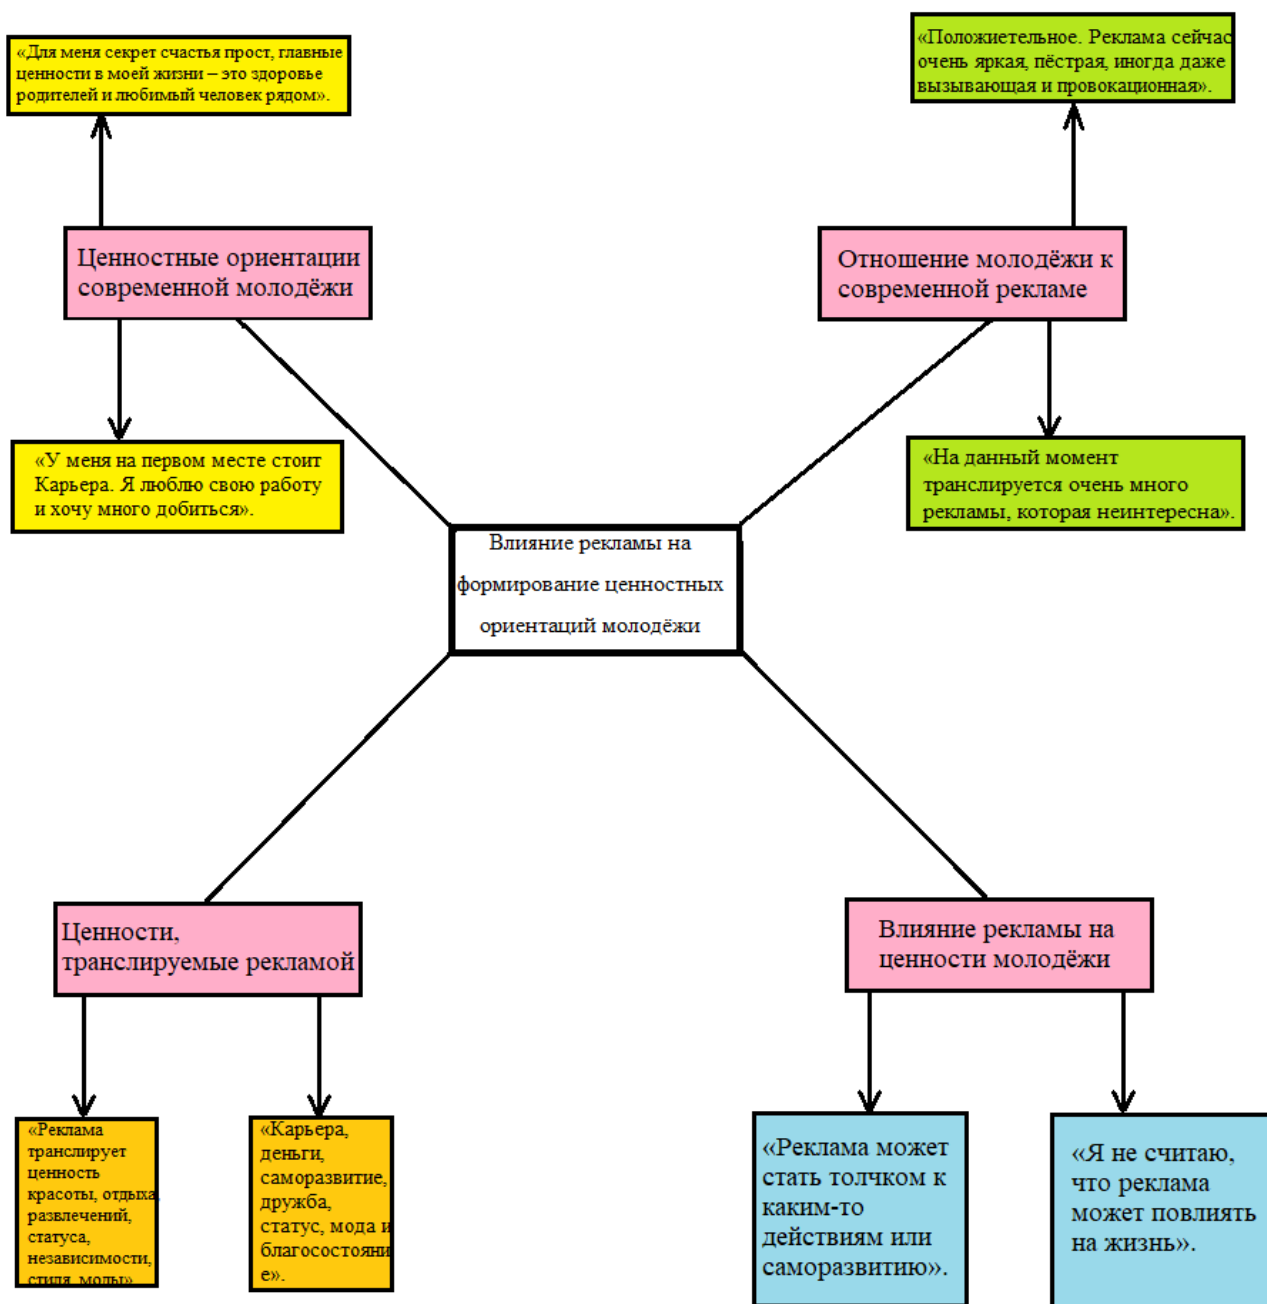 «Для меня секрет счастья прост, главные
ценности в моей жизни – это здоровье
родителей и любимый человек рядом».
«Положиетельное. Реклама сейчас
очень яркая, пёстрая, иногда даже
вызывающая и провокационная».
Ценностные ориентации
современной молодёжи
Отношение молодёжи к
современной рекламе
«У меня на первом месте стоит
Карьера. Я люблю свою работу
и хочу много добиться».
«На данный момент
транслируется очень много
рекламы, которая неинтересна».
Влияние рекламы на
формирование ценностных
ориентаций молодёжи
Ценности,
транслируемые рекламой
Влияние рекламы на
ценности молодёжи
«Реклама
транслирует
ценность
красоты, отдыха,
развлечений,
статуса,
независимости,
стиля, моды»
«Карьера,
деньги,
саморазвитие,
дружба,
статус, мода и
благосостояни
е».
«Реклама может
стать толчком к
каким-то
действиям или
саморазвитию».
«Я не считаю,
что реклама
может повлиять
на жизнь».